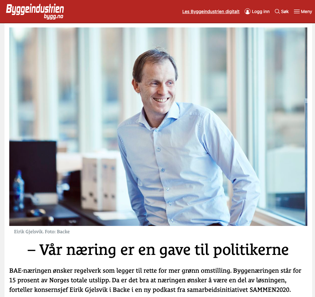 Byggeindustrien
bygg.no
Les Byggeindustrien digitalt
Logg inn
Søk
Meny
Eirik Gjelsvik. Foto: Backe
– Vår næring er en gave til politikerne
BAE-næringen ønsker regelverk som legger til rette for mer grønn omstilling. Byggenæringen står for
15 prosent av Norges totale utslipp. Da er det bra at næringen ønsker å være en del av løsningen,
forteller konsernsjef Eirik Gjelsvik i Backe i en ny podkast fra samarbeidsinitiativet SAMMEN2020.